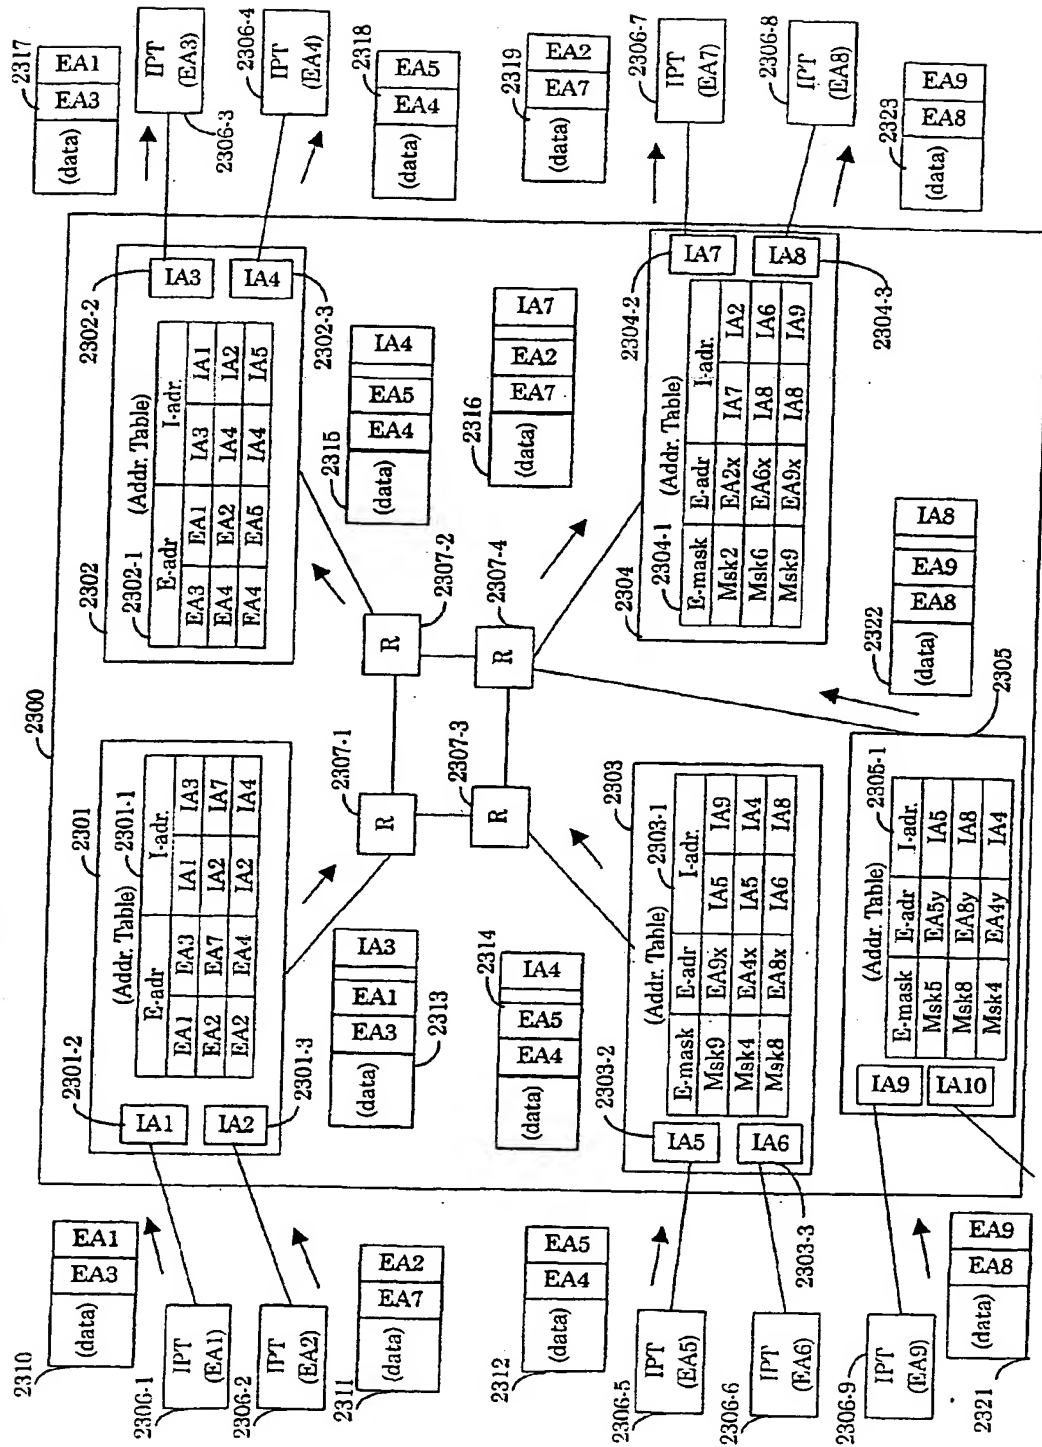 2300
2310
(data) EA3 EA1
2306-1
IPT (EA1)
2306-2
IPT (EA2)
2311
(data) EA7 EA2
2312
(data) EA4 EA5
2306-5
IPT (EA5)
2306-6
IPT (EA6)
2306-9
IPT (EA9)
2321
(data) EA8 EA9
2301
2301-2
IA1
2301-3
IA2
(Addr. Table)
2301-1
E-adr I-adr.
EA1 EA3 IA1 IA3
EA2 EA7 IA2 IA7
EA2 EA4 IA2 IA4
2313
(data) EA3 EA1 IA3
2314
(data) EA4 EA5 IA4
2303
2303-2
IA5
2303-3
IA6
(Addr. Table)
2303-1
E-mask E-adr I-adr.
Msk9 EA9x IA5 IA9
Msk4 EA4x IA5 IA4
Msk8 EA8x IA6 IA8
2305
IA9
IA10
(Addr. Table)
2305-1
E-mask E-adr I-adr.
Msk5 EA5y IA5
Msk8 EA8y IA8
Msk4 EA4y IA4
2307-1
R
2307-2
R
2307-3
R
2307-4
R
2302
2302-1
(Addr. Table)
E-adr I-adr.
EA3 EA1 IA3 IA1
EA4 EA2 IA4 IA2
EA4 EA5 IA4 IA5
2302-2
IA3
2302-3
IA4
2315
(data) EA4 EA5 IA4
2316
(data) EA7 EA2 IA7
2304
2304-1
(Addr. Table)
E-mask E-adr I-adr.
Msk2 EA2x IA7 IA2
Msk6 EA6x IA8 IA6
Msk9 EA9x IA8 IA9
2304-2
IA7
2304-3
IA8
2322
(data) EA8 EA9 IA8
2317
(data) EA3 EA1
2306-3
IPT (EA3)
2306-4
IPT (EA4)
2318
(data) EA4 EA5
2319
(data) EA7 EA2
2306-7
IPT (EA7)
2306-8
IPT (EA8)
2323
(data) EA8 EA9